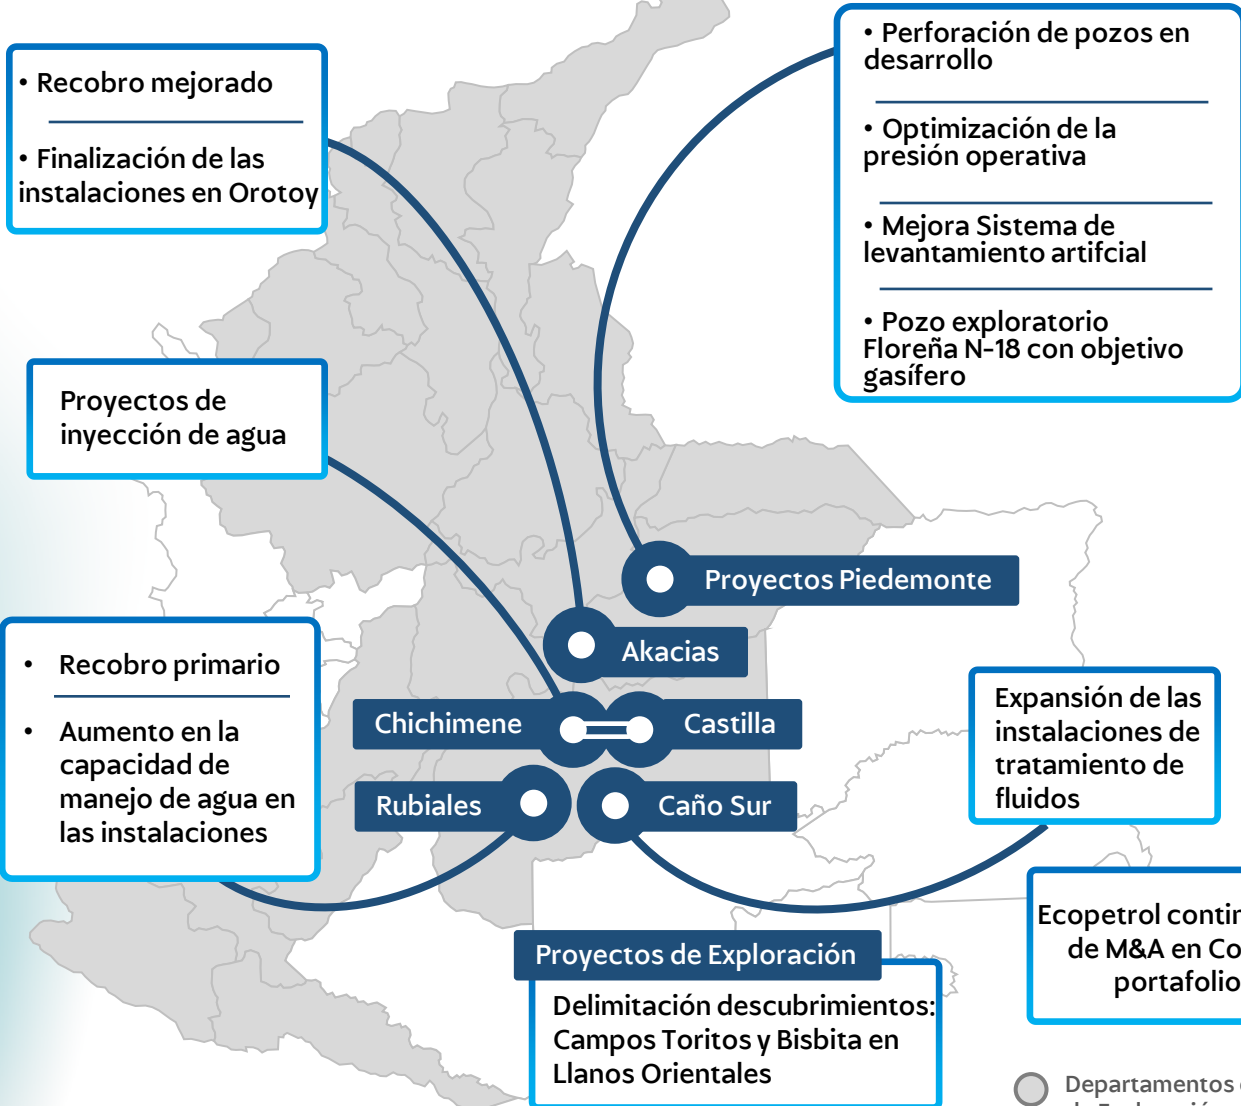 • Recobro mejorado
• Finalización de las
instalaciones en Orotoy
• Perforación de pozos en
desarrollo
• Optimización de la
presión operativa
• Mejora Sistema de
levantamiento artifcial
• Pozo exploratorio
Floreña N-18 con objetivo
gasífero
Proyectos de
inyección de agua
Proyectos Piedemonte
Akacias
Chichimene
Castilla
Rubiales
Caño Sur
• Recobro primario
• Aumento en la
capacidad de
manejo de agua en
las instalaciones
Expansión de las
instalaciones de
tratamiento de
fluidos
Ecopetrol
de M&A en
portafolio
Proyectos de Exploración
Delimitación descubrimientos:
Campos Toritos y Bisbita en
Llanos Orientales
Departamentos